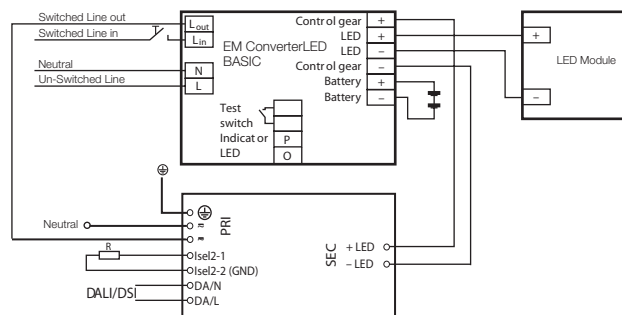 Switched Line out
Switched Line in
Neutral
Un-Switched Line
Lout
Lin
N
L
EM ConverterLED
BASIC
Test
switch
Indicat or
LED
P
O
Control gear +
LED +
LED –
Control gear –
Battery +
Battery –
+
–
LED Module
Neutral
PRI
≂
≂
R
Isel2-1
Isel2-2 (GND)
DALI/DSI
DA/N
DA/L
SEC
+ LED
– LED